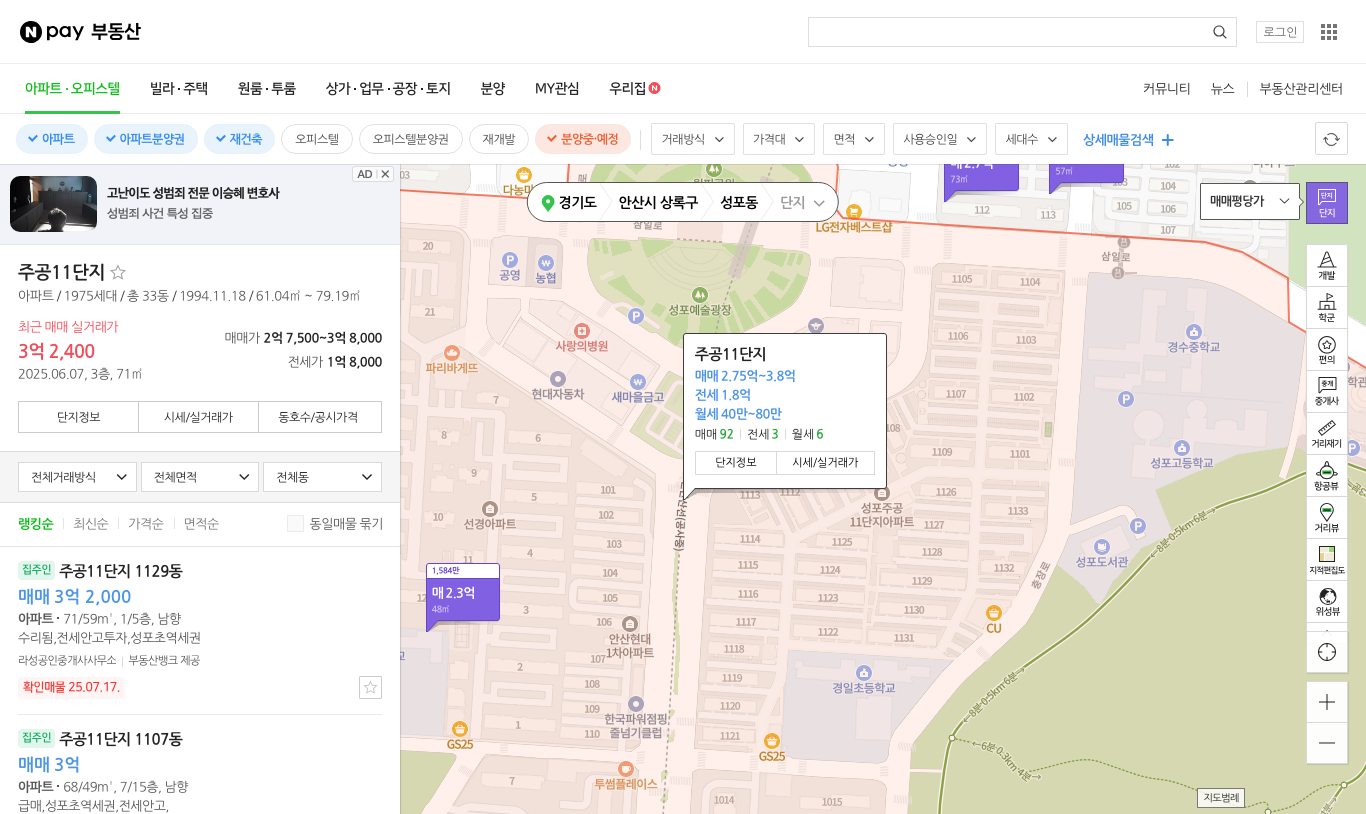 N pay 부동산
로그인
아파트·오피스텔
빌라·주택
원룸·투룸
상가·업무·공장·토지
분양
MY관심
우리집 N
커뮤니티
뉴스
부동산관리센터
아파트
아파트분양권
재건축
오피스텔
오피스텔분양권
재개발
분양중·예정
거래방식
가격대
면적
사용승인일
세대수
상세매물검색
AD
고난이도 성범죄 전문 이승혜 변호사
성범죄 사건 특성 집중
주공11단지
아파트 / 1975세대 / 총 33동 / 1994.11.18 / 61.04㎡ ~ 79.19㎡
최근 매매 실거래가
3억 2,400
2025.06.07, 3층, 71㎡
매매가 2억 7,500~3억 8,000
전세가 1억 8,000
단지정보
시세/실거래가
동호수/공시가격
전체거래방식
전체면적
전체동
랭킹순
최신순
가격순
면적순
동일매물 묶기
집주인 주공11단지 1129동
매매 3억 2,000
아파트 · 71/59㎡, 1/5층, 남향
수리됨,전세안고투자,성포초역세권
라성공인중개사사무소
부동산뱅크 제공
확인매물 25.07.17.
집주인 주공11단지 1107동
매매 3억
아파트 · 68/49㎡, 7/15층, 남향
급매,성포초역세권,전세안고,
경기도
안산시 상록구
성포동
단지
매매평당가
단지
73㎡
57㎡
103
104
105
106
107
112
113
LG전자베스트샵
삼일로
삼일로
20
21
P
공영
농협
성포예술광장
P
사랑의병원
파리바게뜨
현대자동차
새마을금고
경수중학교
P
성포고등학교
P
성포도서관
1105
1104
1107
1102
1109
1101
1106
주공11단지
매매 2.75억~3.8억
전세 1.8억
월세 40만~80만
매매 92
전세 3
월세 6
단지정보
시세/실거래가
1113
1112
성포주공
11단지아파트
1114
1115
1116
1117
1118
1119
1120
1121
1122
1123
1124
1125
1127
1128
1129
1130
1131
1132
충장로
8
7
6
9
10
11
4
5
3
2
1
선경아파트
101
102
103
104
105
106
107
108
110
1,584만
매 2.3억
48㎡
안산현대
1차아파트
한국파워점핑,
줄넘기클럽
GS25
GS25
CU
투썸플레이스
경일초등학교
7
1014
1015
8분·0.5km·6분
8분·0.5km·6분
6분·0.3km·4분
개발
학군
편의
중개
중개사
거리재기
항공뷰
거리뷰
지적편집도
위성뷰
지도범례